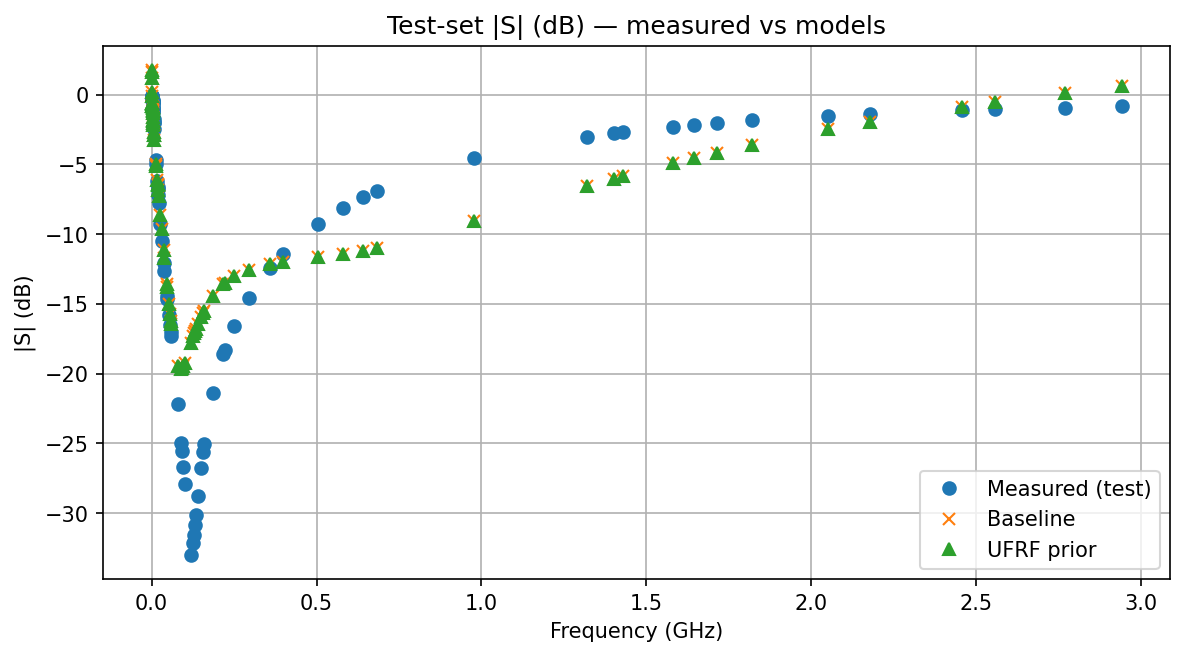 Test-set |S| (dB) — measured vs models
|S| (dB)
0
−5
−10
−15
−20
−25
−30
Measured (test)
Baseline
UFRF prior
0.0 0.5 1.0 1.5 2.0 2.5 3.0
Frequency (GHz)